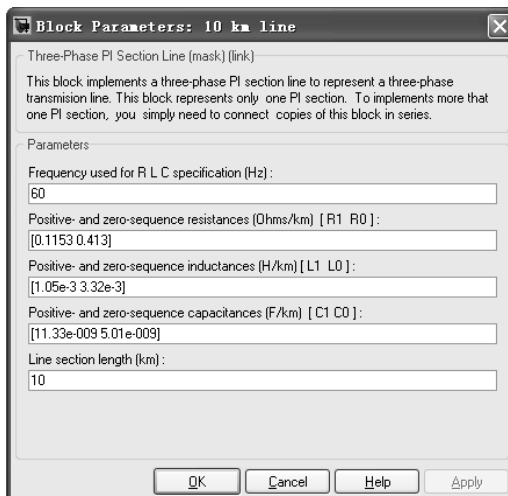 Block Parameters: 10 km line
Three-Phase PI Section Line (mask) (link)
This block implements a three-phase PI section line to represent a three-phase
transmision line. This block represents only one PI section. To implements more that
one PI section, you simply need to connect copies of this block in series.
Parameters
Frequency used for R L C specification (Hz) :
60
Positive- and zero-sequence resistances (Ohms/km) [ R1 R0 ] :
[0.1153 0.413]
Positive- and zero-sequence inductances (H/km) [ L1 L0 ] :
[1.05e-3 3.32e-3]
Positive- and zero-sequence capacitances (F/km) [ C1 C0 ] :
[11.33e-009 5.01e-009]
Line section length (km) :
10
OK Cancel Help Apply